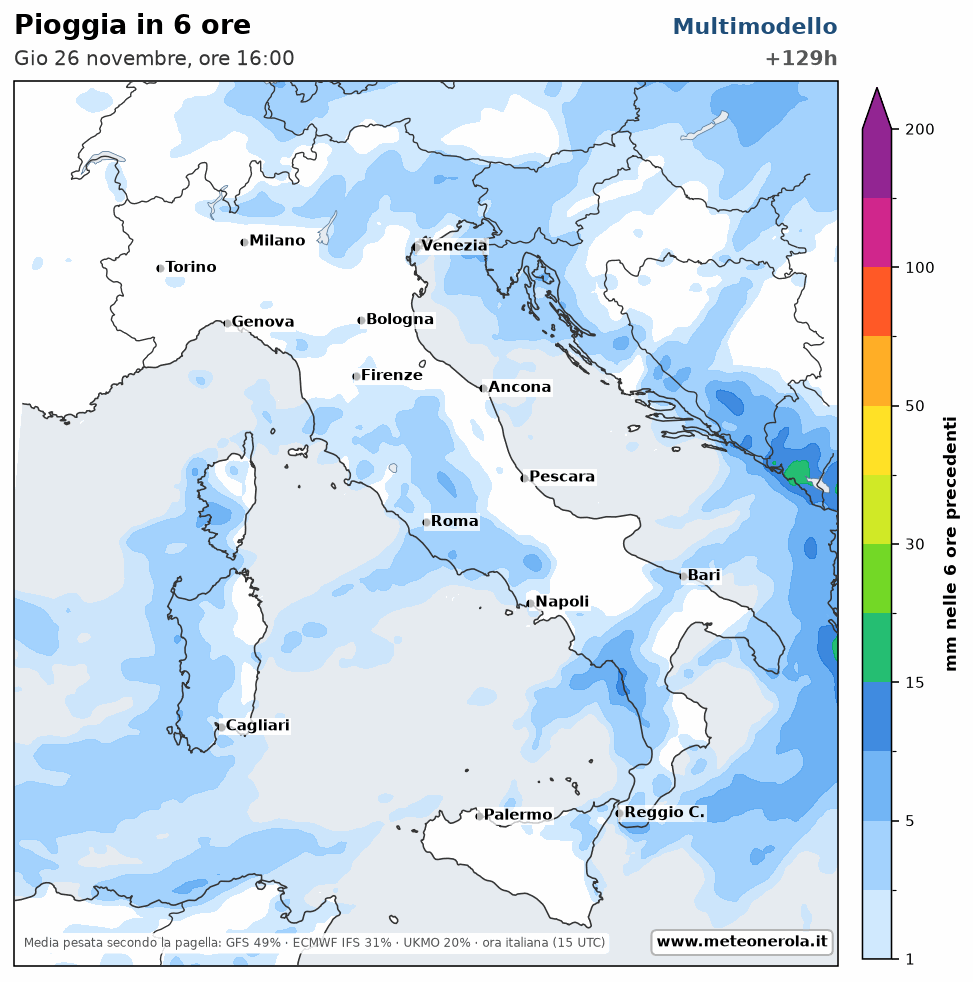 Pioggia in 6 ore
Multimodello
Gio 26 novembre, ore 16:00
+129h
200
100
50
30
15
5
1
mm nelle 6 ore precedenti
Milano
Venezia
Torino
Genova
Bologna
Firenze
Ancona
Pescara
Roma
Bari
Napoli
Cagliari
Palermo
Reggio C.
Media pesata secondo la pagella: GFS 49% · ECMWF IFS 31% · UKMO 20% · ora italiana (15 UTC)
www.meteonerola.it